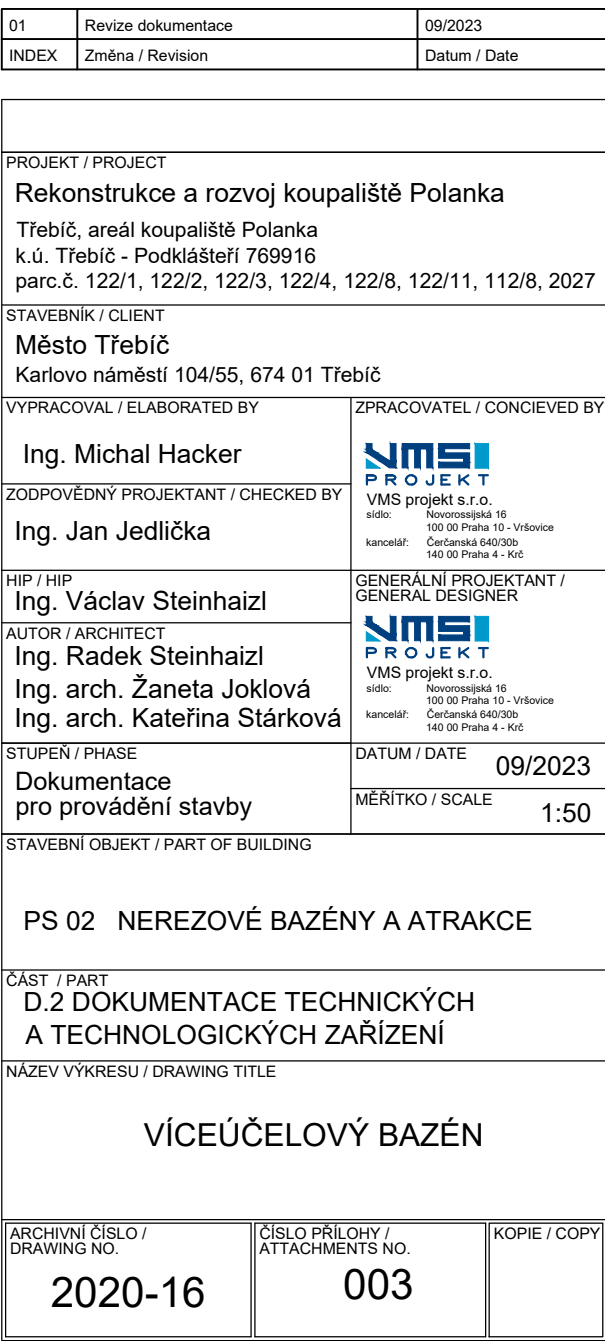 01 Revize dokumentace 09/2023
INDEX Změna / Revision Datum / Date
PROJEKT / PROJECT
Rekonstrukce a rozvoj koupaliště Polanka
Třebíč, areál koupaliště Polanka
k.ú. Třebíč - Podklášteří 769916
parc.č. 122/1, 122/2, 122/3, 122/4, 122/8, 122/11, 112/8, 2027
STAVEBNÍK / CLIENT
Město Třebíč
Karlovo náměstí 104/55, 674 01 Třebíč
VYPRACOVAL / ELABORATED BY
Ing. Michal Hacker
ZODPOVĚDNÝ PROJEKTANT / CHECKED BY
Ing. Jan Jedlička
ZPRACOVATEL / CONCIEVED BY
VMS
PROJEKT
VMS projekt s.r.o.
sídlo: Novorossijská 16
100 00 Praha 10 - Vršovice
kancelář: Čerčanská 640/30b
140 00 Praha 4 - Krč
HIP / HIP
Ing. Václav Steinhaizl
AUTOR / ARCHITECT
Ing. Radek Steinhaizl
Ing. arch. Žaneta Joklová
Ing. arch. Kateřina Stárková
GENERÁLNÍ PROJEKTANT /
GENERAL DESIGNER
VMS
PROJEKT
VMS projekt s.r.o.
sídlo: Novorossijská 16
100 00 Praha 10 - Vršovice
kancelář: Čerčanská 640/30b
140 00 Praha 4 - Krč
STUPEŇ / PHASE
Dokumentace
pro provádění stavby
DATUM / DATE
09/2023
MĚŘÍTKO / SCALE
1:50
STAVEBNÍ OBJEKT / PART OF BUILDING
PS 02 NEREZOVÉ BAZÉNY A ATRAKCE
ČÁST / PART
D.2 DOKUMENTACE TECHNICKÝCH
A TECHNOLOGICKÝCH ZAŘÍZENÍ
NÁZEV VÝKRESU / DRAWING TITLE
VÍCEÚČELOVÝ BAZÉN
ARCHIVNÍ ČÍSLO /
DRAWING NO.
2020-16
ČÍSLO PŘÍLOHY /
ATTACHMENTS NO.
003
KOPIE / COPY